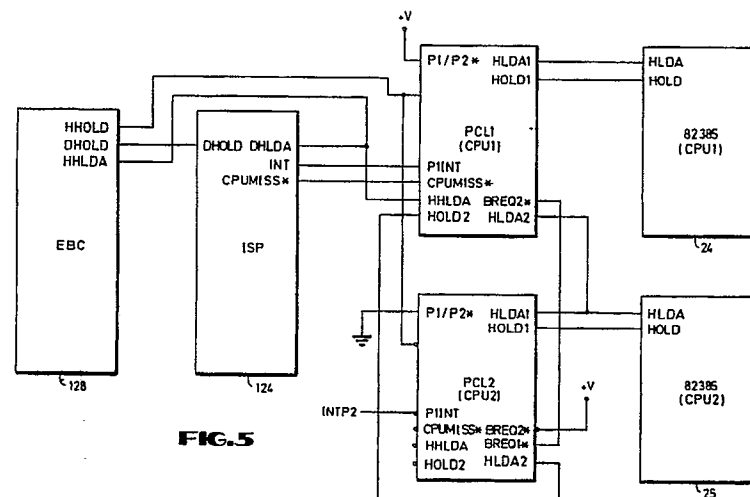 +V
P1/P2* HLDA1
HOLD1
HLDA
HOLD
PCL1
(CPU1)
82385
(CPU1)
HHOLD
DHOLD
HHLDA
DHOLD DHLDA
INT
CPUMISS*
P1INT
CPUMISS*
HHLDA BREQ2*
HOLD2 HLDA2
EBC
ISP
24
P1/P2* HLDA1
HOLD1
HLDA
HOLD
128
124
PCL2
(CPU2)
+V
82385
(CPU2)
INTP2
P1INT
CPUMISS* BREQ2*
HHLDA BREQ1*
HOLD2 HLDA2
FIG.5
25